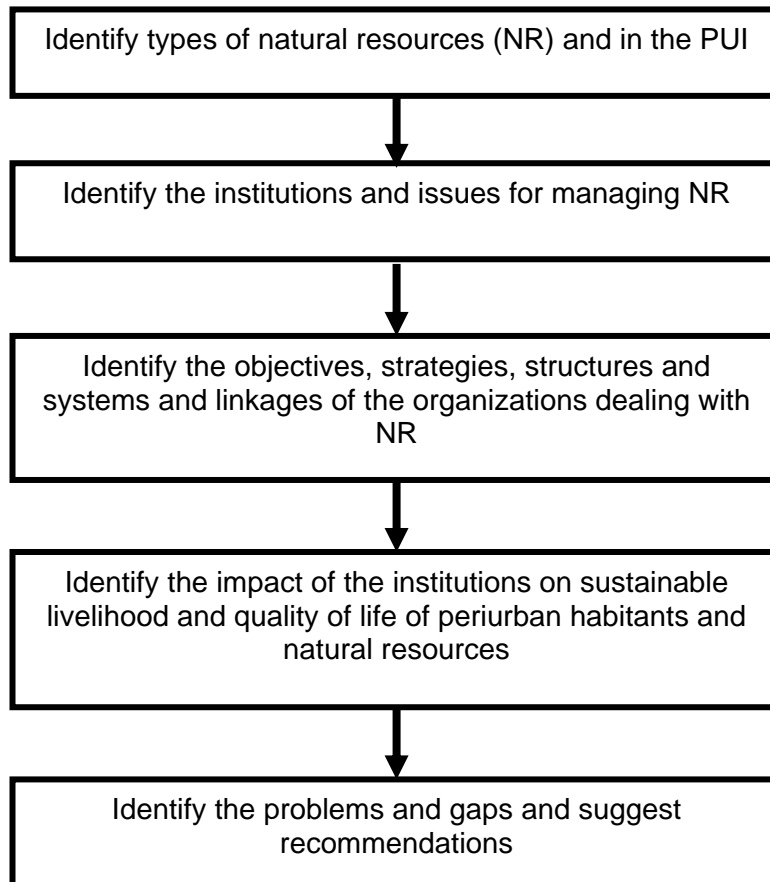 Identify types of natural resources (NR) and in the PUI
Identify the institutions and issues for managing NR
Identify the objectives, strategies, structures and
systems and linkages of the organizations dealing with
NR
Identify the impact of the institutions on sustainable
livelihood and quality of life of periurban habitants and
natural resources
Identify the problems and gaps and suggest
recommendations